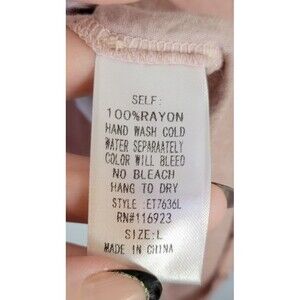 SELF:
100%RAYON
HAND WASH COLD
WATER SEPARAATELY
COLOR WILL BLEED
NO BLEACH
HANG TO DRY
STYLE :ET7636L
RN#116923
SIZE:L
MADE IN CHINA